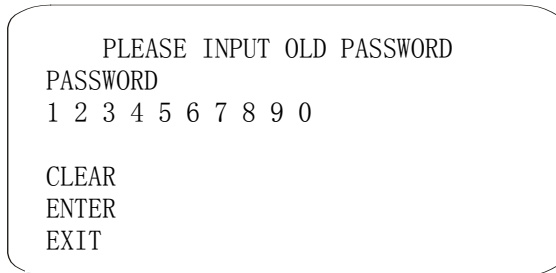 PLEASE INPUT OLD PASSWORD
PASSWORD
1 2 3 4 5 6 7 8 9 0
CLEAR
ENTER
EXIT